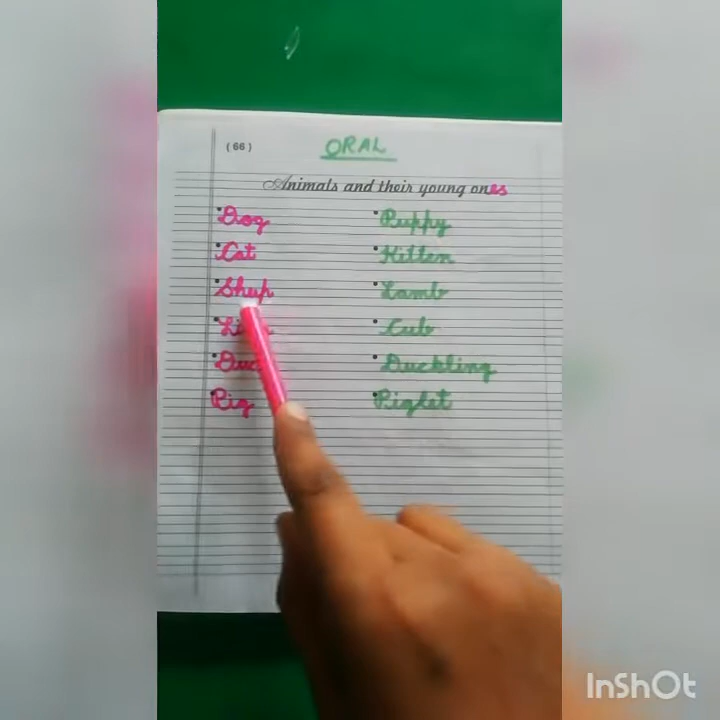 (66)
ORAL
Animals and their young ones
Dog Puppy
Cat Kitten
Sheep Lamb
Cub
Duckling
Pig Piglet
InShOt